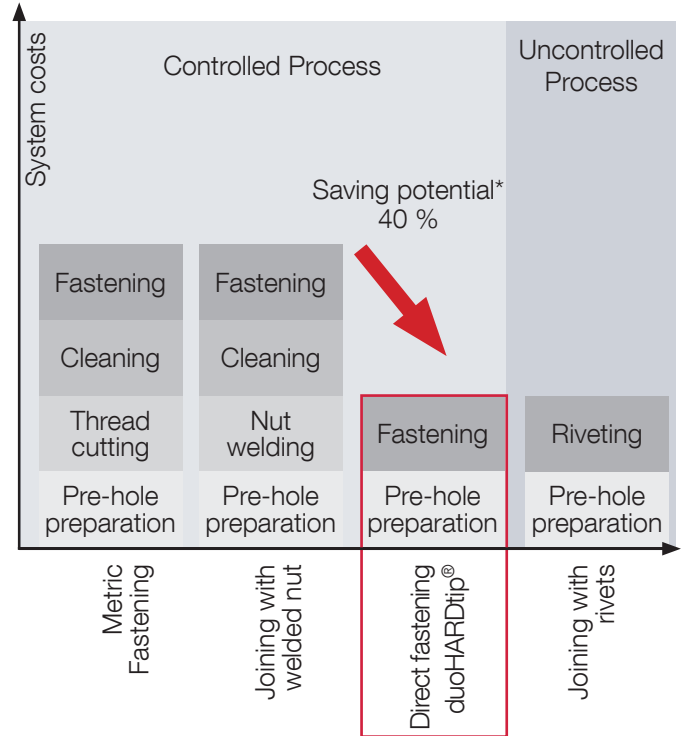 System costs
Controlled Process
Uncontrolled
Process
Saving potential*
40 %
Fastening
Cleaning
Thread
cutting
Pre-hole
preparation
Fastening
Cleaning
Nut
welding
Pre-hole
preparation
Fastening
Pre-hole
preparation
Riveting
Pre-hole
preparation
Metric
Fastening
Joining with
welded nut
Direct fastening
duoHARDtip®
Joining with
rivets